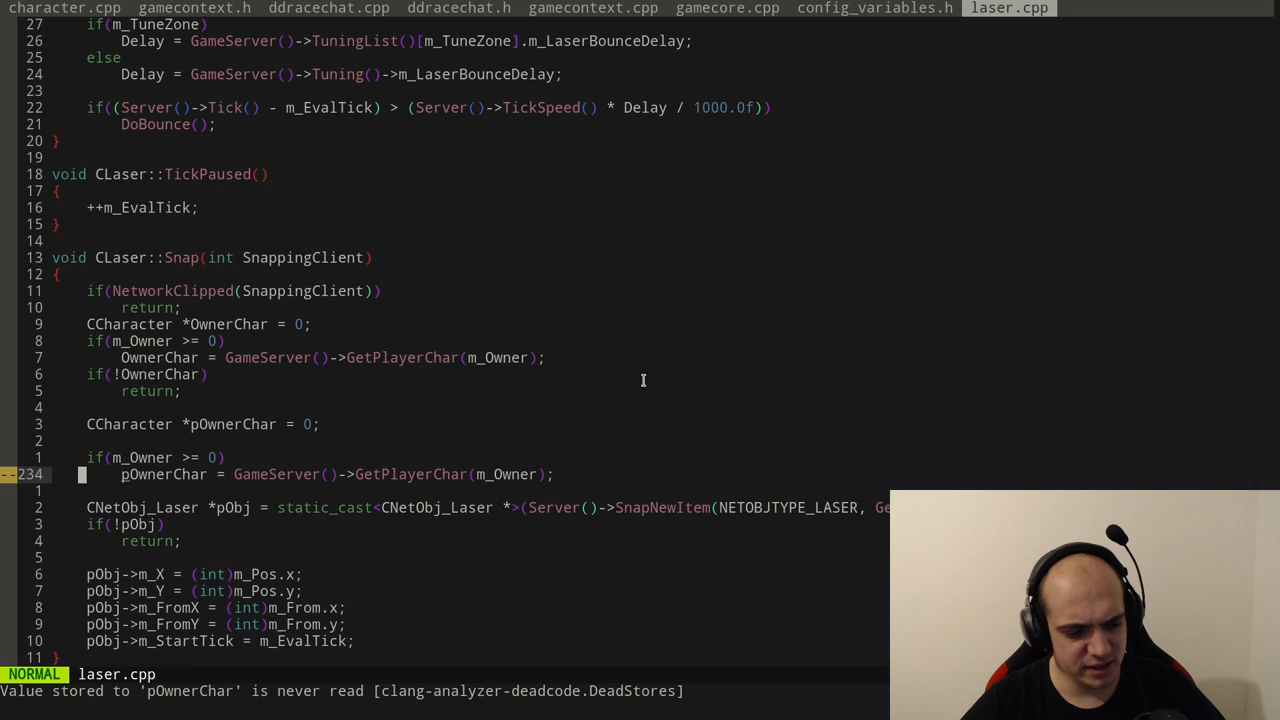 character.cpp gamecontext.h ddracechat.cpp ddracechat.h gamecontext.cpp gamecore.cpp config_variables.h laser.cpp
27 if(m_TuneZone)
26 Delay = GameServer()->TuningList()[m_TuneZone].m_LaserBounceDelay;
25 else
24 Delay = GameServer()->Tuning()->m_LaserBounceDelay;
23
22 if((Server()->Tick() - m_EvalTick) > (Server()->TickSpeed() * Delay / 1000.0f))
21 DoBounce();
20 }
19
18 void CLaser::TickPaused()
17 {
16 ++m_EvalTick;
15 }
14
13 void CLaser::Snap(int SnappingClient)
12 {
11 if(NetworkClipped(SnappingClient))
10 return;
9 CCharacter *OwnerChar = 0;
8 if(m_Owner >= 0)
7 OwnerChar = GameServer()->GetPlayerChar(m_Owner);
6 if(!OwnerChar)
5 return;
4
3 CCharacter *pOwnerChar = 0;
2
1 if(m_Owner >= 0)
--234 pOwnerChar = GameServer()->GetPlayerChar(m_Owner);
1
2 CNetObj_Laser *pObj = static_cast<CNetObj_Laser *>(Server()->SnapNewItem(NETOBJTYPE_LASER, Ge
3 if(!pObj)
4 return;
5
6 pObj->m_X = (int)m_Pos.x;
7 pObj->m_Y = (int)m_Pos.y;
8 pObj->m_FromX = (int)m_From.x;
9 pObj->m_FromY = (int)m_From.y;
10 pObj->m_StartTick = m_EvalTick;
11 }
NORMAL laser.cpp
Value stored to 'pOwnerChar' is never read [clang-analyzer-deadcode.DeadStores]